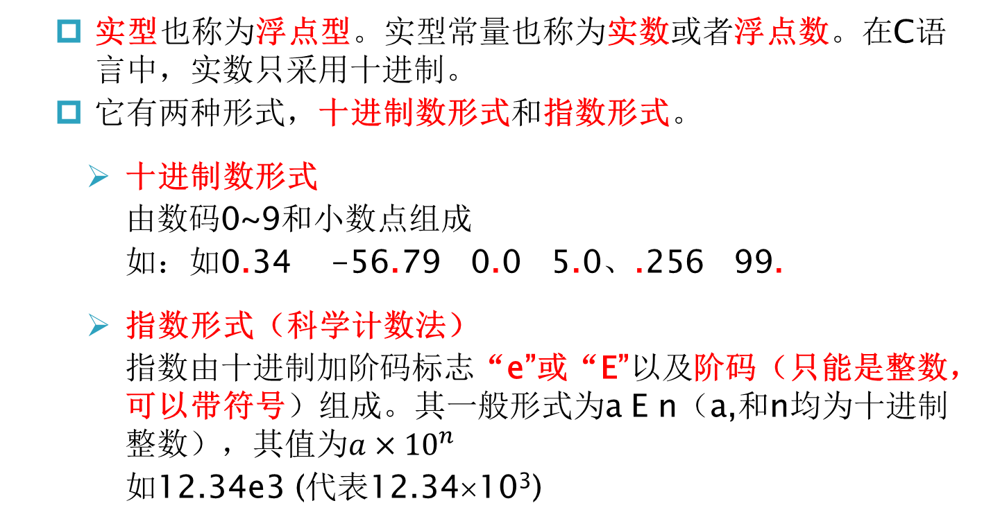 实型也称为浮点型。实型常量也称为实数或者浮点数。在C语
言中，实数只采用十进制。
它有两种形式，十进制数形式和指数形式。
十进制数形式
由数码0~9和小数点组成
如：如0.34 –56.79 0.0 5.0、.256 99.
指数形式（科学计数法）
指数由十进制加阶码标志“e”或“E”以及阶码（只能是整数，
可以带符号）组成。其一般形式为a E n（a,和n均为十进制
整数），其值为𝑎 × 10ⁿ
如12.34e3 (代表12.34×10³)